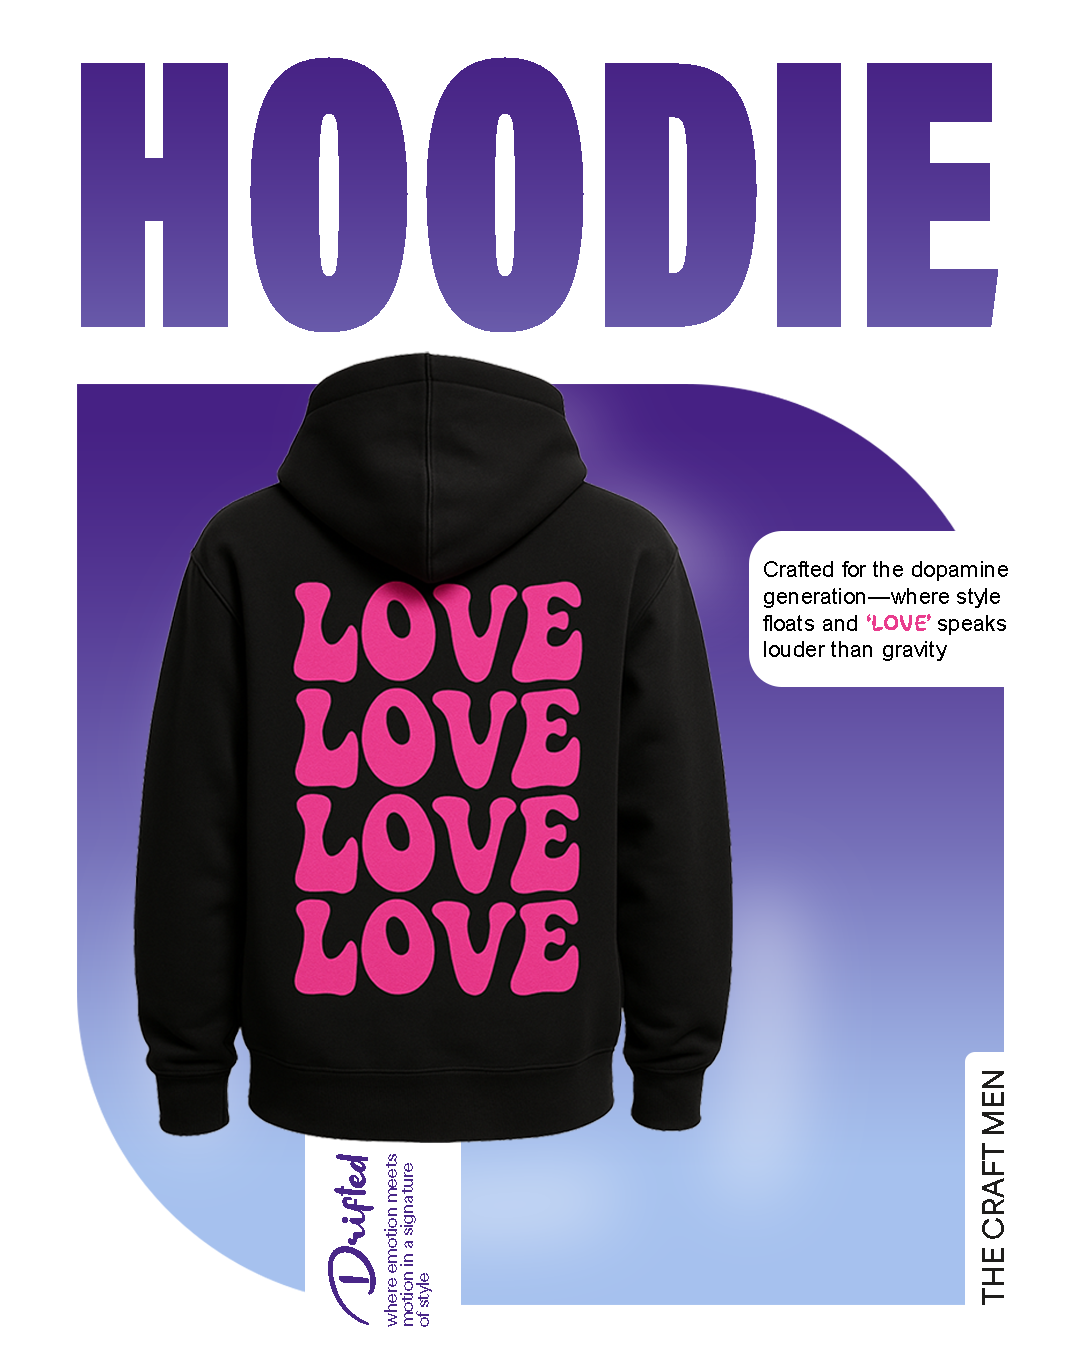 HOODIE
Crafted for the dopamine
generation—where style
floats and ‘LOVE’ speaks
louder than gravity
LOVE
LOVE
LOVE
LOVE
Drifted
where emotion meets
motion in a signature
of style
THE CRAFT MEN